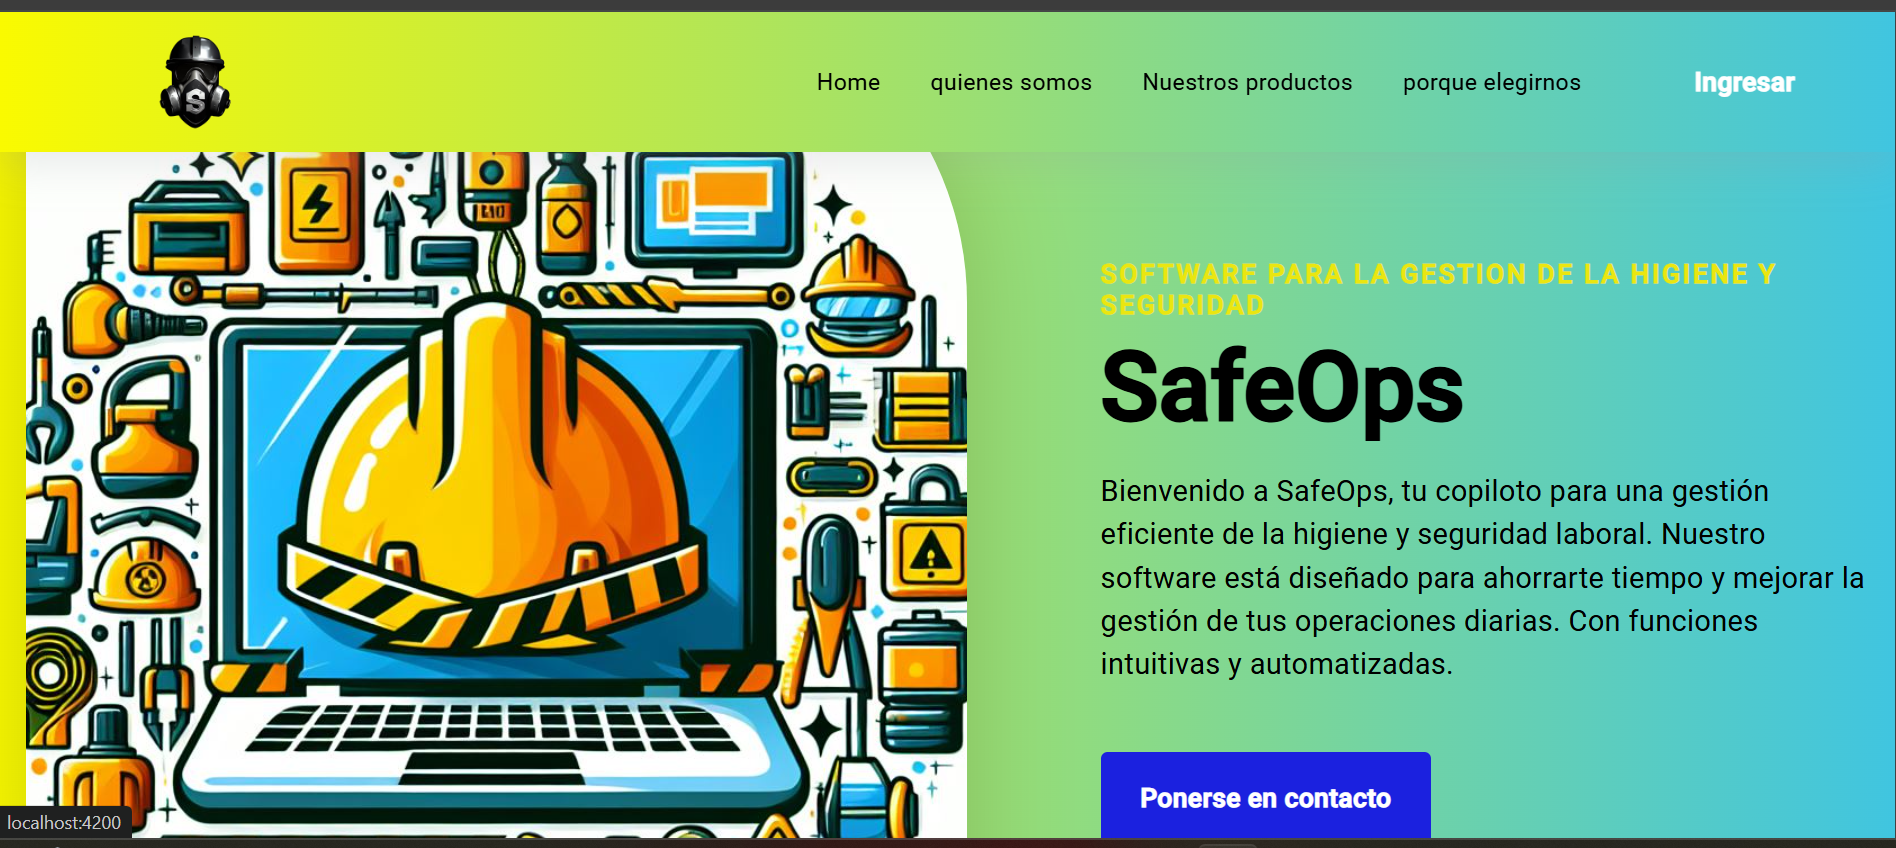 S
Home quienes somos Nuestros productos porque elegirnos Ingresar
SOFTWARE PARA LA GESTION DE LA HIGIENE Y
SEGURIDAD
SafeOps
Bienvenido a SafeOps, tu copiloto para una gestión
eficiente de la higiene y seguridad laboral. Nuestro
software está diseñado para ahorrarte tiempo y mejorar la
gestión de tus operaciones diarias. Con funciones
intuitivas y automatizadas.
Ponerse en contacto
localhost:4200